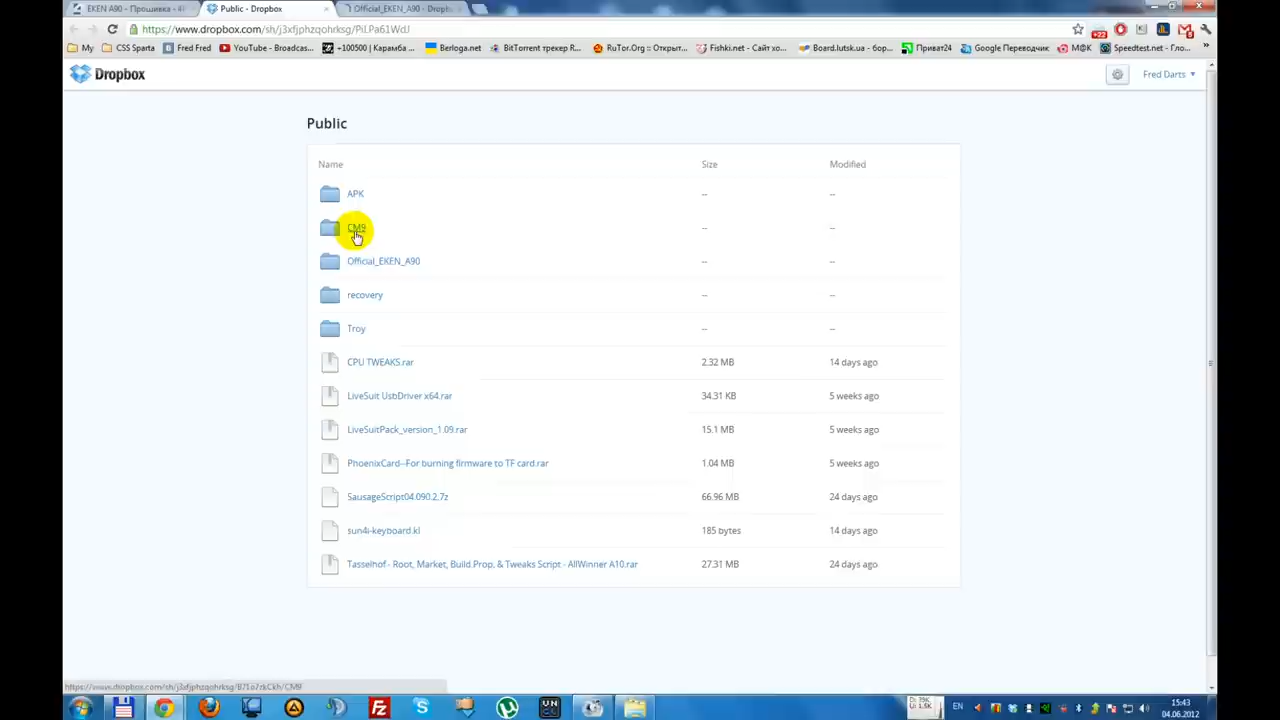 EKEN A90 - Прошивка - 4
Public - Dropbox
Official_EKEN_A90 - Dropb
https://www.dropbox.com/sh/j3xfjphzqohrksg/PiLPa61WdJ
My
CSS Sparta
Fred Fred
YouTube - Broadcas...
+100500 | Карамба ...
Berloga.net
BitTorrent трекер R...
RuTor.Org :: Открыт...
Fishki.net - Сайт хо...
Board.lutsk.ua - бор...
Приват24
Google Переводчик
M@K
Speedtest.net - Гло...
Dropbox
Fred Darts
Public
Name Size Modified
APK -- --
CM9 -- --
Official_EKEN_A90 -- --
recovery -- --
Troy -- --
CPU TWEAKS.rar 2.32 MB 14 days ago
LiveSuit UsbDriver x64.rar 34.31 KB 5 weeks ago
LiveSuitPack_version_1.09.rar 15.1 MB 5 weeks ago
PhoenixCard--For burning firmware to TF card.rar 1.04 MB 5 weeks ago
SausageScript04.090.2.7z 66.96 MB 24 days ago
sun4i-keyboard.kl 185 bytes 14 days ago
Tasselhof - Root, Market, Build.Prop, & Tweaks Script - AllWinner A10.rar 27.31 MB 24 days ago
EN
15:43
04.06.2012